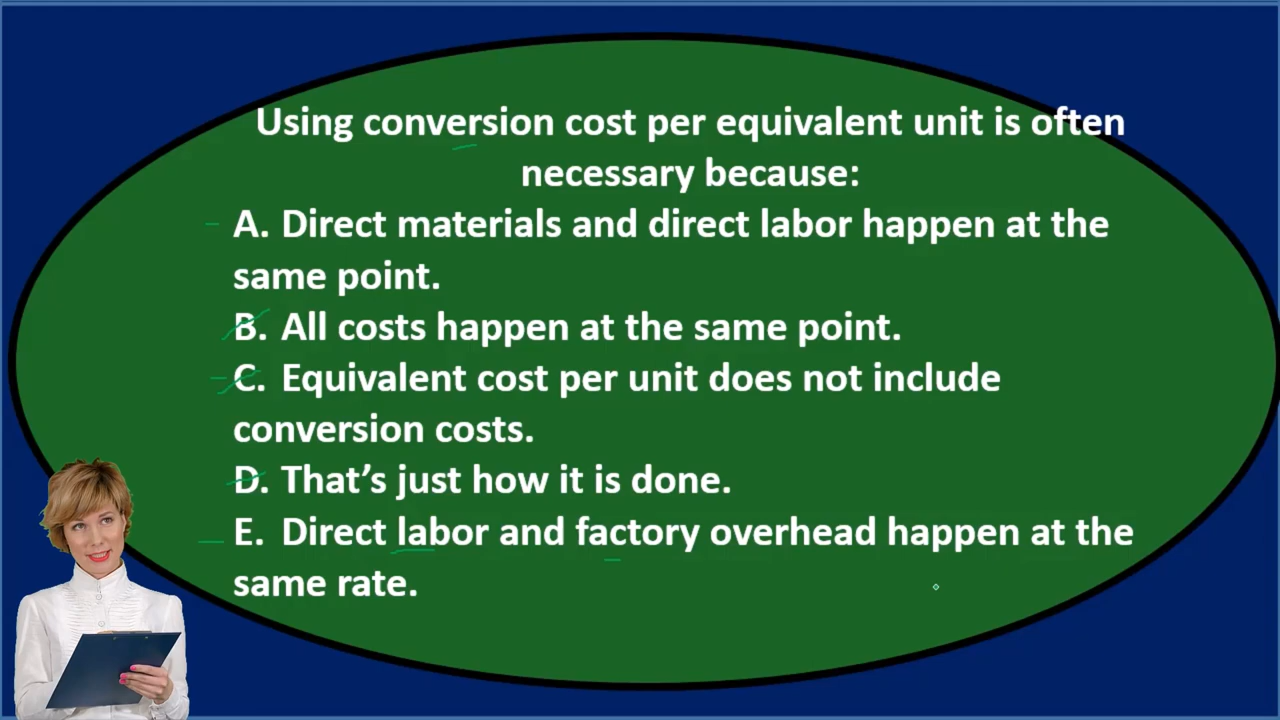 Using conversion cost per equivalent unit is often
necessary because:
A. Direct materials and direct labor happen at the
same point.
B. All costs happen at the same point.
C. Equivalent cost per unit does not include
conversion costs.
D. That’s just how it is done.
E. Direct labor and factory overhead happen at the
same rate.